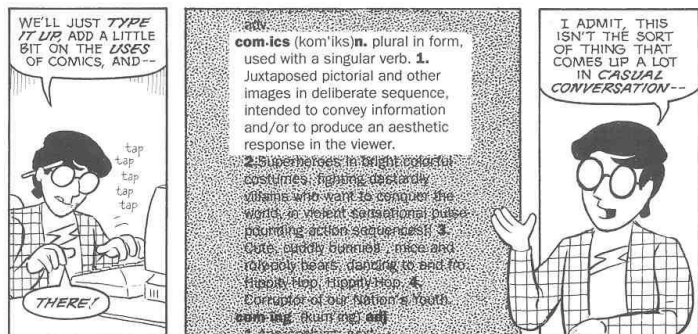 WE'LL JUST TYPE
IT UP, ADD A LITTLE
BIT ON THE USES
OF COMICS, AND--
tap
tap
tap
tap
tap
THERE!
adv.
com·ics (kom'iks)n. plural in form,
used with a singular verb. 1.
Juxtaposed pictorial and other
images in deliberate sequence,
intended to convey information
and/or to produce an aesthetic
response in the viewer.
2. Superheroes in bright colorful
costumes, fighting dastardly
villains who want to conquer the
world, in violent sensational pulse-
pounding action sequences!! 3.
Cute, cuddly bunnies, mice and
rolypoly bears, dancing to and fro.
Hippity Hop, Hippity Hop. 4.
Corruptor of our Nation's Youth.
com·ing (kum'ing) adj
I ADMIT, THIS
ISN'T THE SORT
OF THING THAT
COMES UP A LOT
IN CASUAL
CONVERSATION--